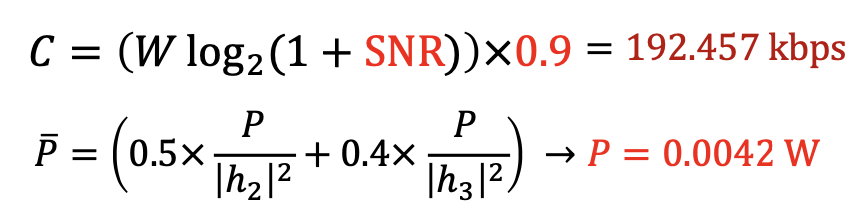 C = (W log₂(1 + SNR))×0.9 = 192.457 kbps
P̄ = (0.5× P/|h₂|² + 0.4× P/|h₃|²) → P = 0.0042 W